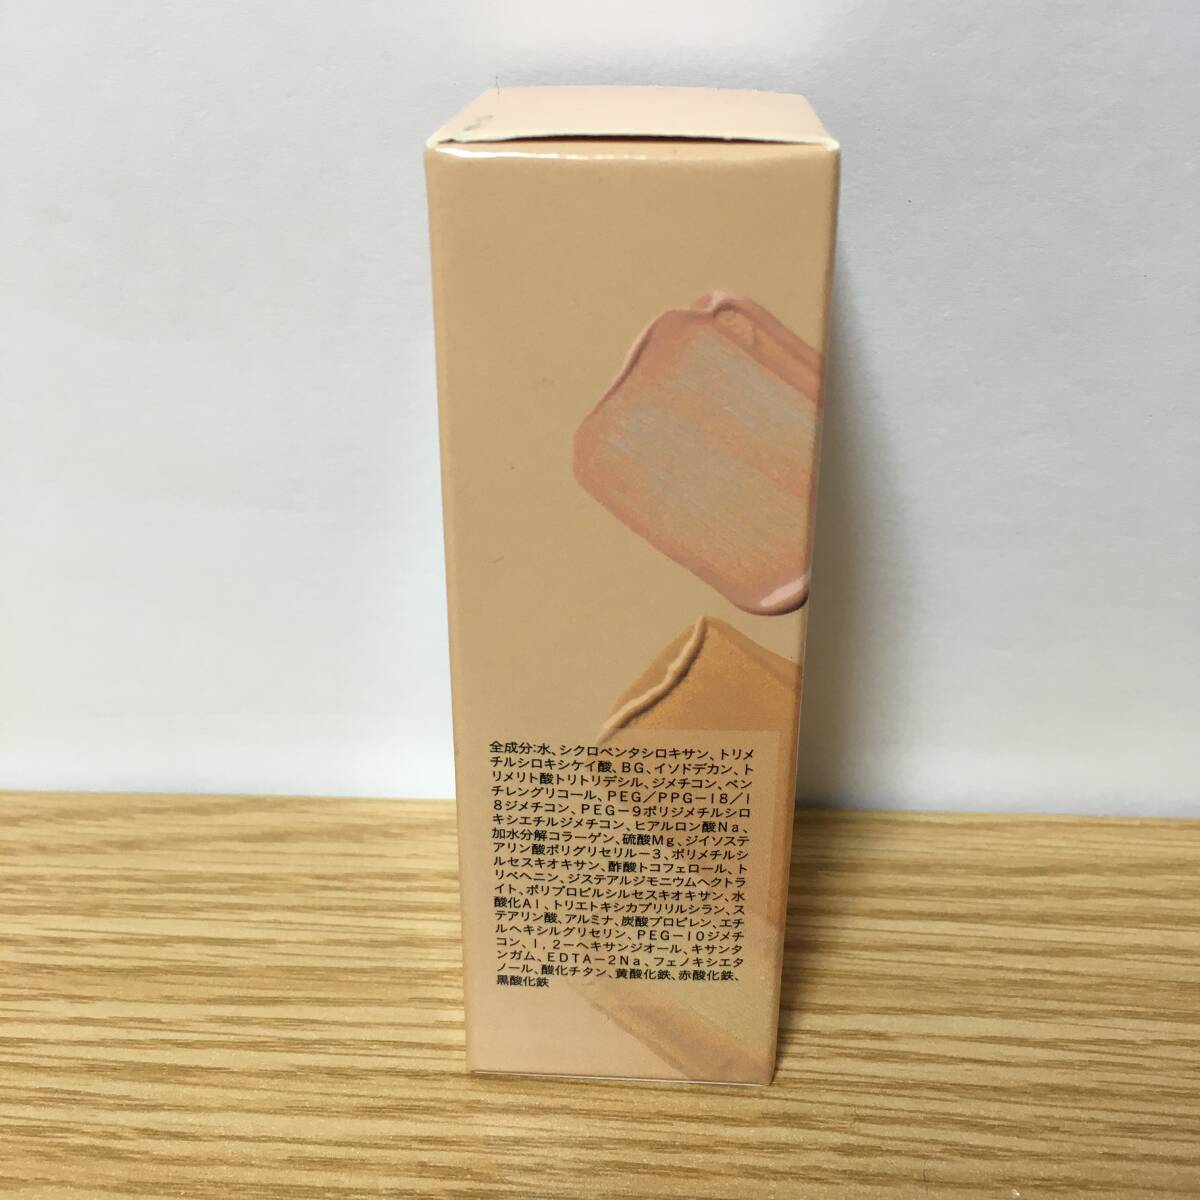 全成分:水、シクロペンタシロキサン、トリメ
チルシロキシケイ酸、BG、イソドデカン、ト
リメリト酸トリトリデシル、ジメチコン、ペン
チレングリコール、PEG/PPG-18/1
8ジメチコン、PEG-9ポリジメチルシロ
キシエチルジメチコン、ヒアルロン酸Na、
加水分解コラーゲン、硫酸Mg、ジイソステ
アリン酸ポリグリセリル-3、ポリメチルシ
ルセスキオキサン、酢酸トコフェロール、ト
リベヘニン、ジステアルジモニウムヘクトラ
イト、ポリプロピルシルセスキオキサン、水
酸化Al、トリエトキシカプリリルシラン、ス
テアリン酸、アルミナ、炭酸プロピレン、エチ
ルヘキシルグリセリン、PEG-10ジメチ
コン、1,2-ヘキサンジオール、キサンタ
ンガム、EDTA-2Na、フェノキシエタ
ノール、酸化チタン、黄酸化鉄、赤酸化鉄、
黒酸化鉄